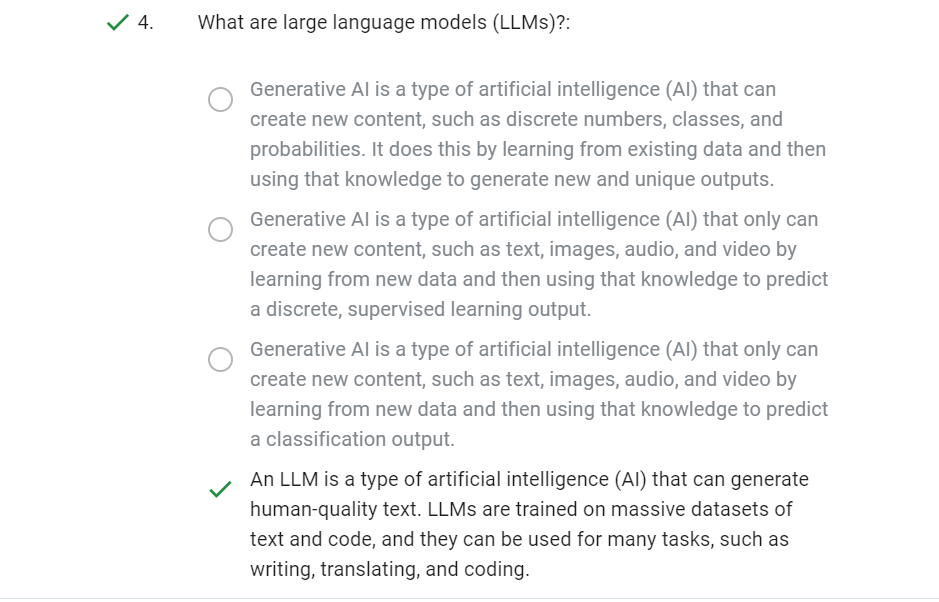 4. What are large language models (LLMs)?:
Generative AI is a type of artificial intelligence (AI) that can
create new content, such as discrete numbers, classes, and
probabilities. It does this by learning from existing data and then
using that knowledge to generate new and unique outputs.
Generative AI is a type of artificial intelligence (AI) that only can
create new content, such as text, images, audio, and video by
learning from new data and then using that knowledge to predict
a discrete, supervised learning output.
Generative AI is a type of artificial intelligence (AI) that only can
create new content, such as text, images, audio, and video by
learning from new data and then using that knowledge to predict
a classification output.
An LLM is a type of artificial intelligence (AI) that can generate
human-quality text. LLMs are trained on massive datasets of
text and code, and they can be used for many tasks, such as
writing, translating, and coding.